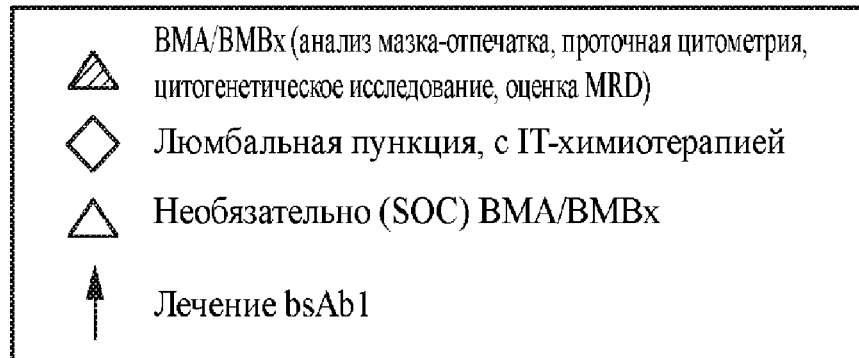 BMA/BMBx (анализ мазка-отпечатка, проточная цитометрия,
цитогенетическое исследование, оценка MRD)
Люмбальная пункция, с IT-химиотерапией
Необязательно (SOC) BMA/BMBx
Лечение bsAb1